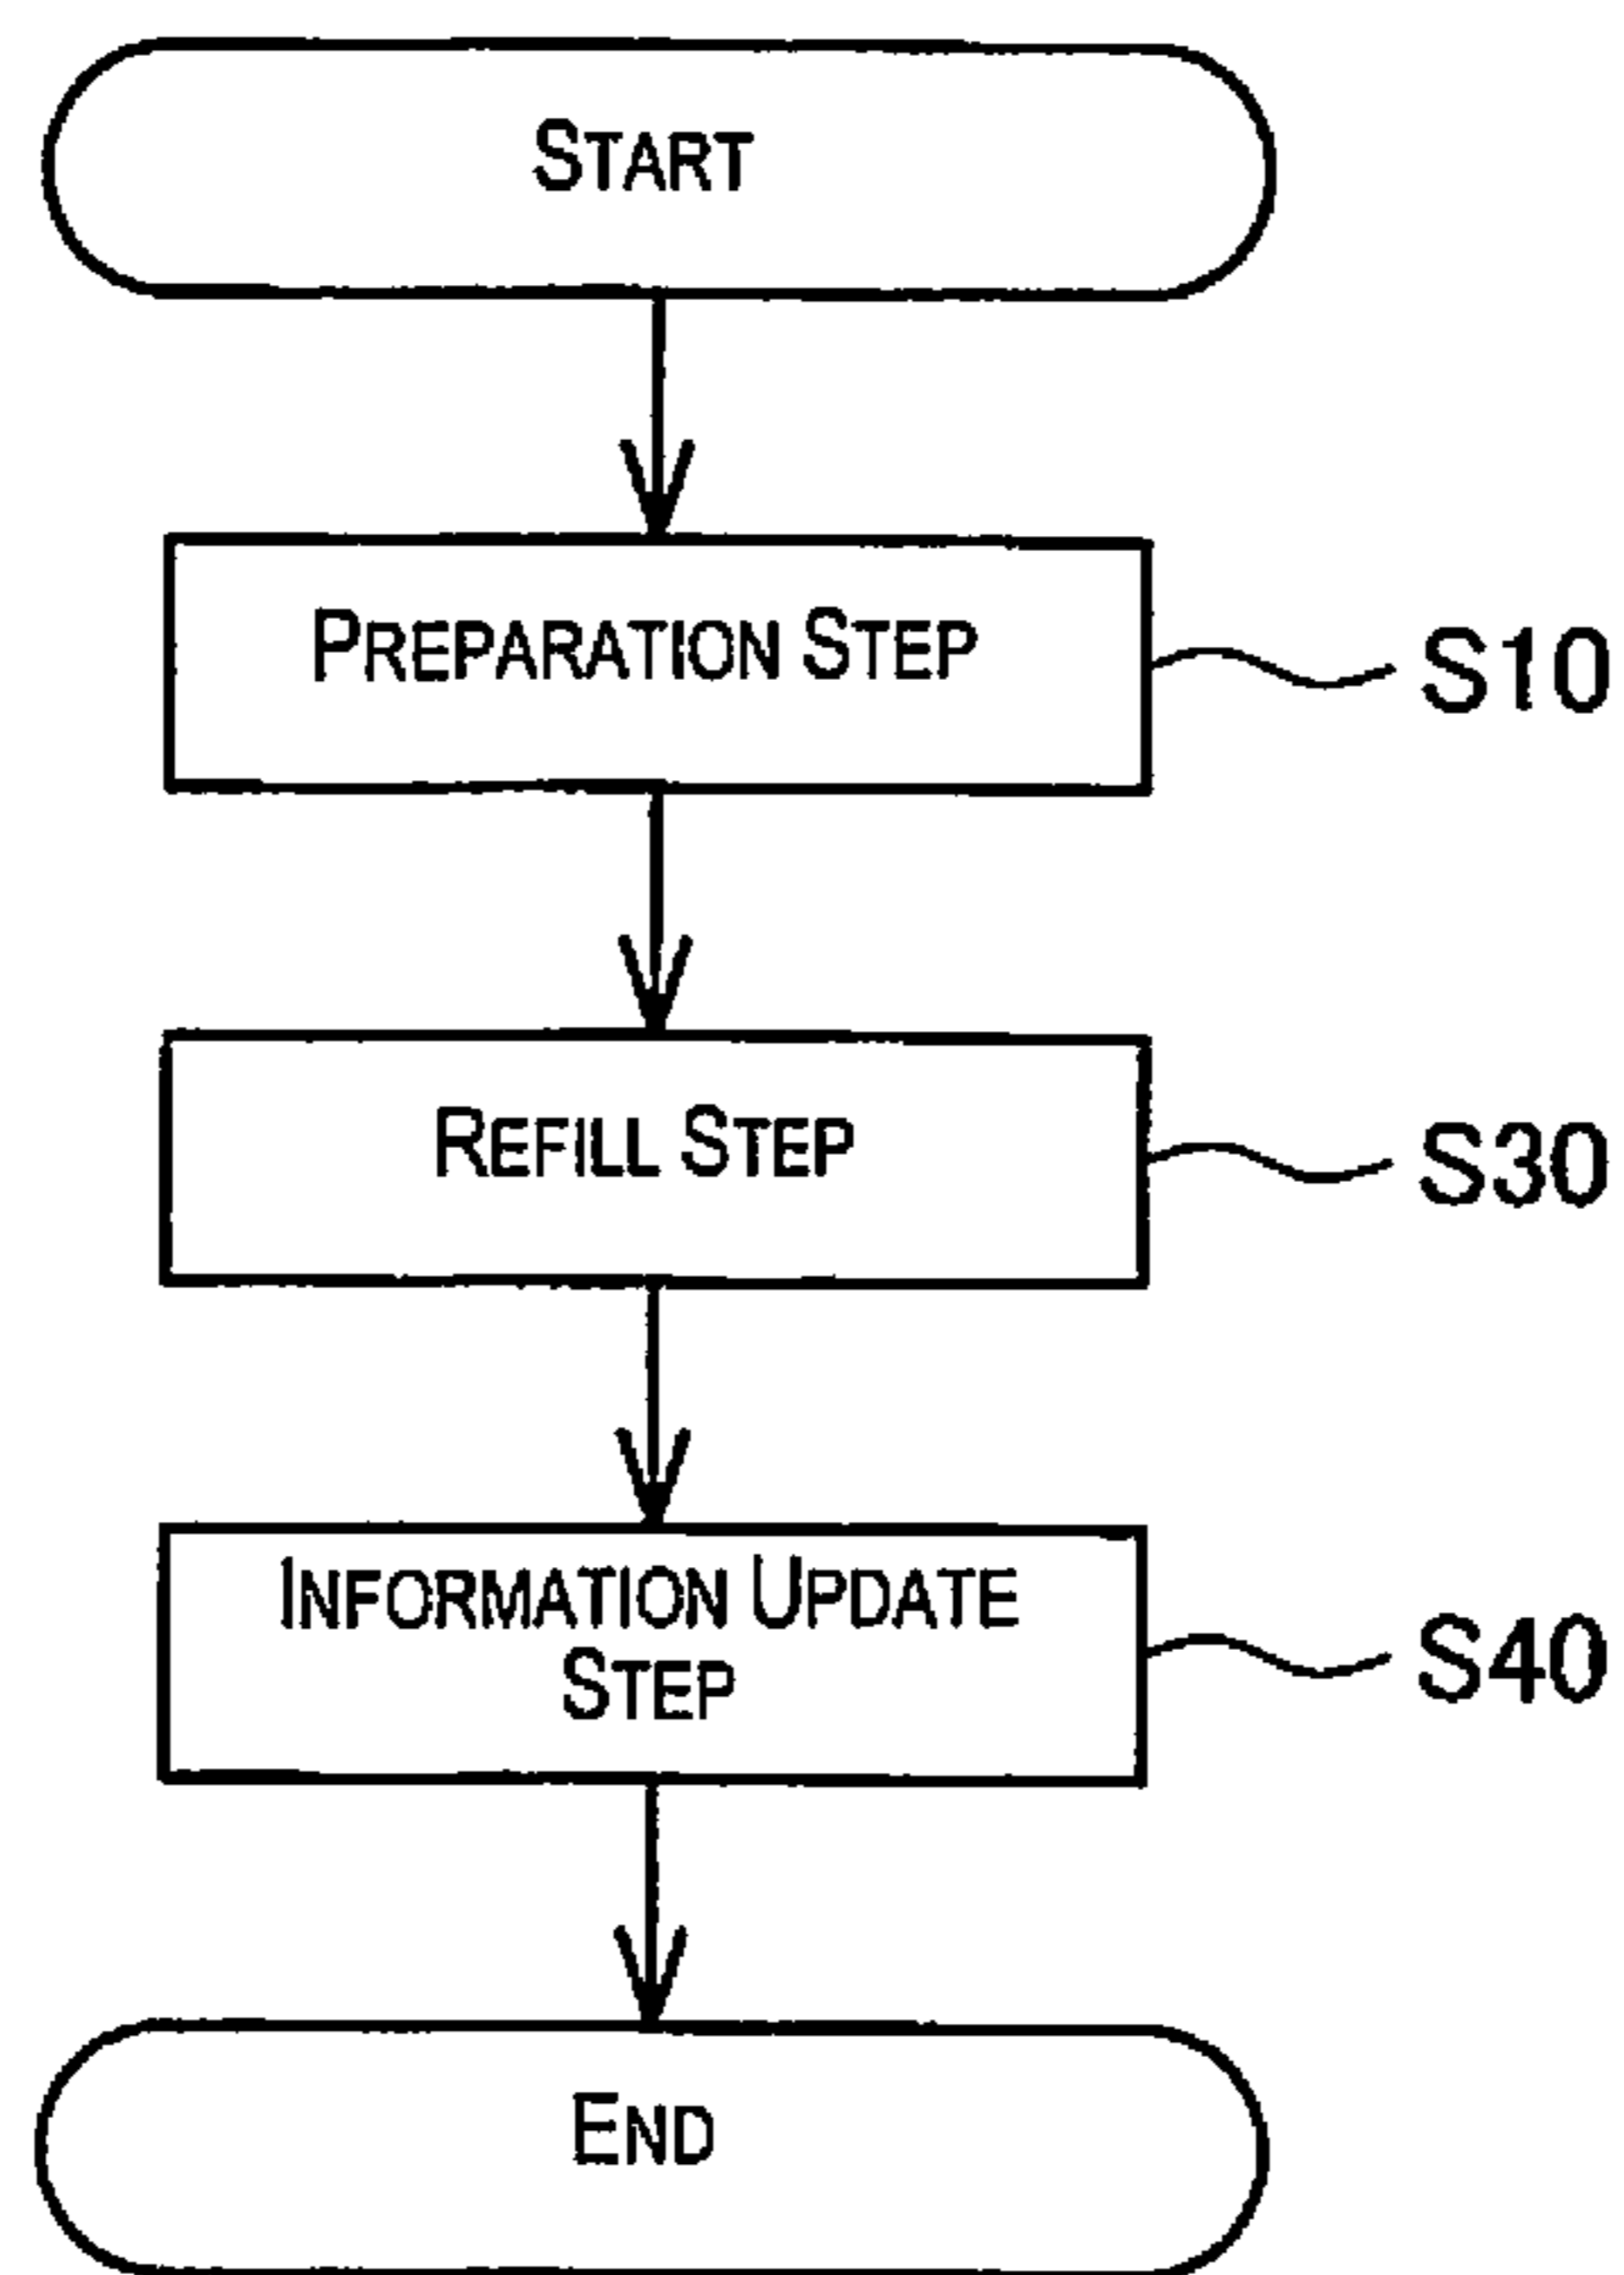 START
PREPARATION STEP
S10
REFILL STEP
S30
INFORMATION UPDATE
STEP
S40
END